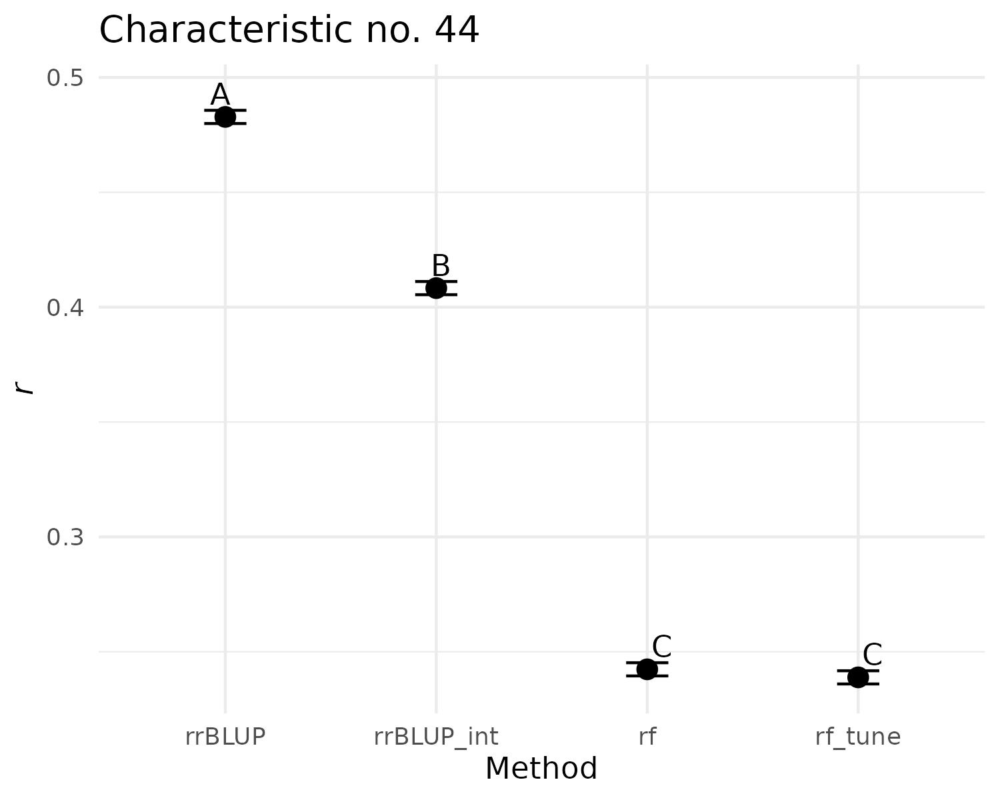 Characteristic no. 44
0.5
0.4
0.3
r
A
B
C
C
rrBLUP
rrBLUP_int
rf
rf_tune
Method